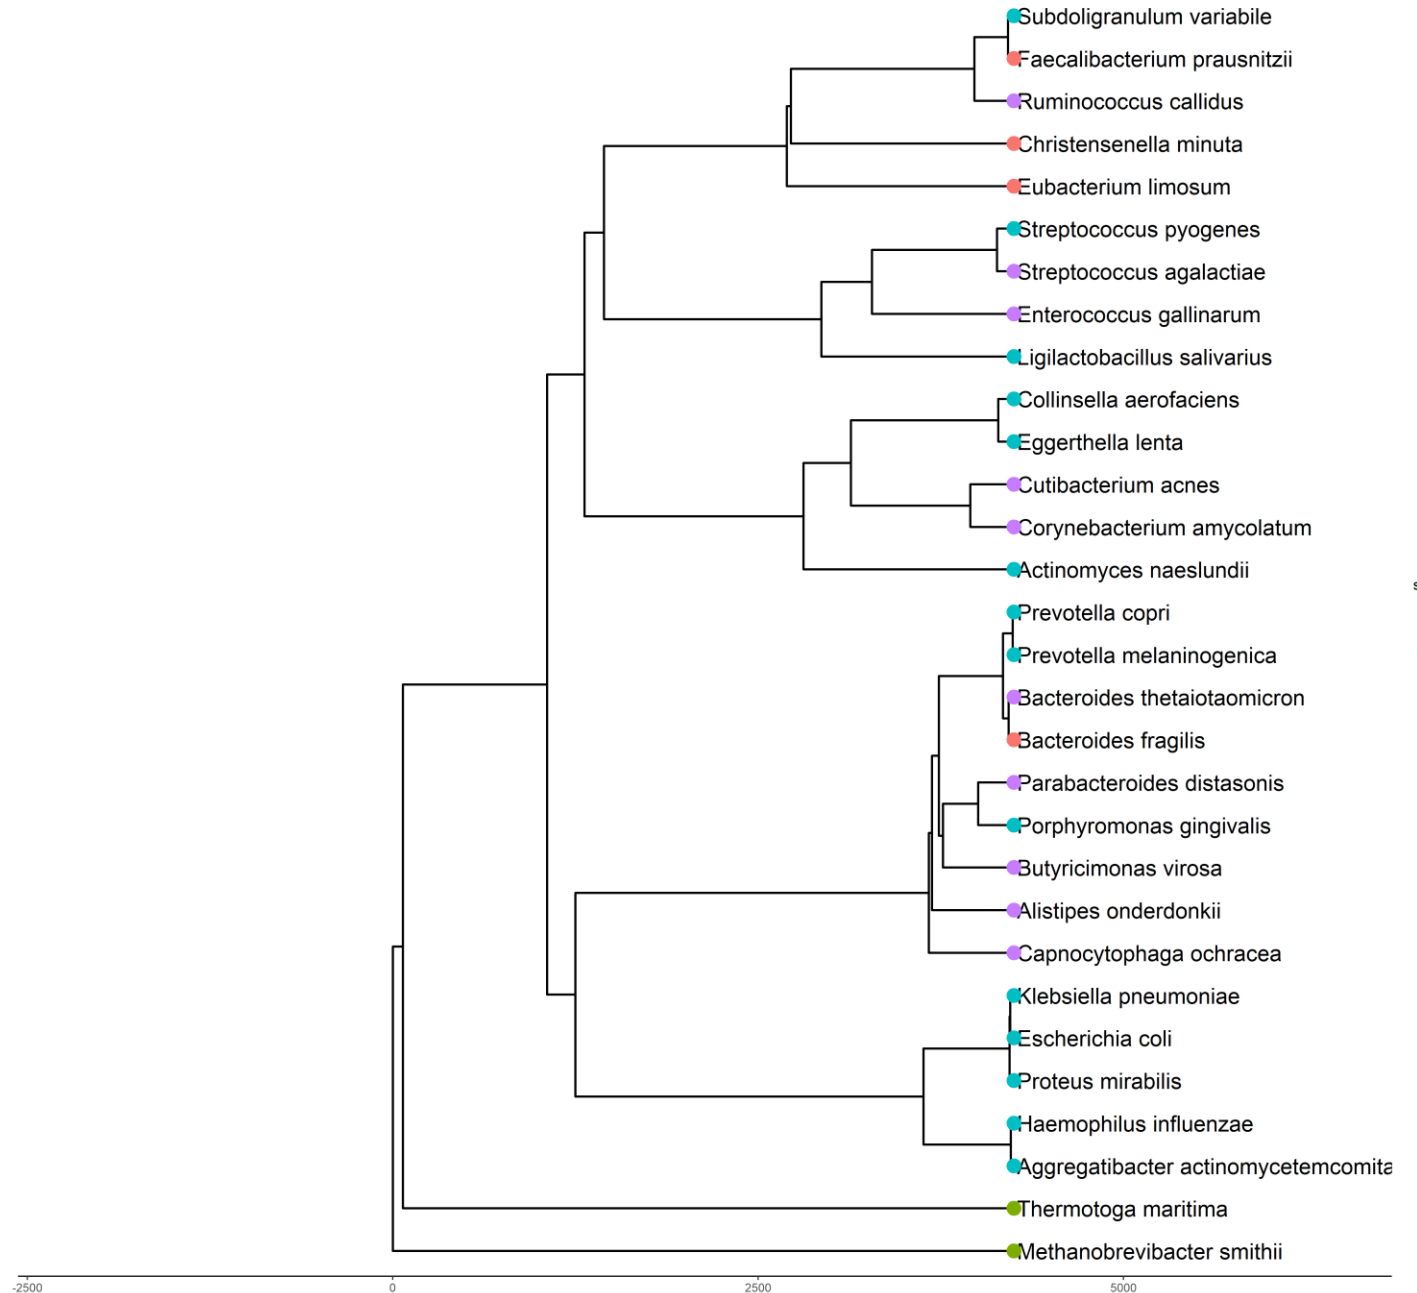 Subdoligranulum variabile
Faecalibacterium prausnitzii
Ruminococcus callidus
Christensenella minuta
Eubacterium limosum
Streptococcus pyogenes
Streptococcus agalactiae
Enterococcus gallinarum
Ligilactobacillus salivarius
Collinsella aerofaciens
Eggerthella lenta
Cutibacterium acnes
Corynebacterium amycolatum
Actinomyces naeslundii
s
Prevotella copri
Prevotella melaninogenica
Bacteroides thetaiotaomicron
Bacteroides fragilis
Parabacteroides distasonis
Porphyromonas gingivalis
Butyricimonas virosa
Alistipes onderdonkii
Capnocytophaga ochracea
Klebsiella pneumoniae
Escherichia coli
Proteus mirabilis
Haemophilus influenzae
Aggregatibacter actinomycetemcomita
Thermotoga maritima
Methanobrevibacter smithii
-2500 0 2500 5000